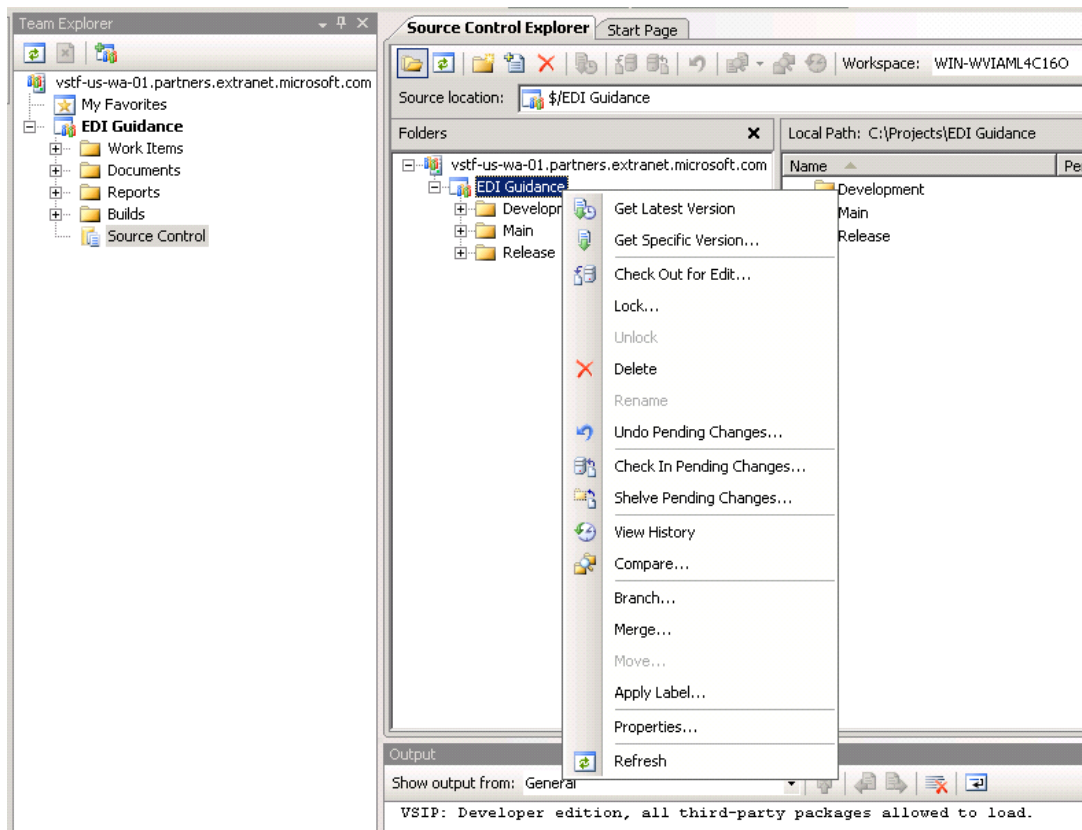 Team Explorer
vstf-us-wa-01.partners.extranet.microsoft.com
My Favorites
EDI Guidance
Work Items
Documents
Reports
Builds
Source Control
Source Control Explorer
Start Page
Workspace: WIN-WVIAML4C16O
Source location: $/EDI Guidance
Folders
Local Path: C:\Projects\EDI Guidance
vstf-us-wa-01.partners.extranet.microsoft.com
EDI Guidance
Developm
Main
Release
Name
Pe
Development
Main
Release
Get Latest Version
Get Specific Version...
Check Out for Edit...
Lock...
Unlock
Delete
Rename
Undo Pending Changes...
Check In Pending Changes...
Shelve Pending Changes...
View History
Compare...
Branch...
Merge...
Move...
Apply Label...
Properties...
Refresh
Output
Show output from: General
VSIP: Developer edition, all third-party packages allowed to load.